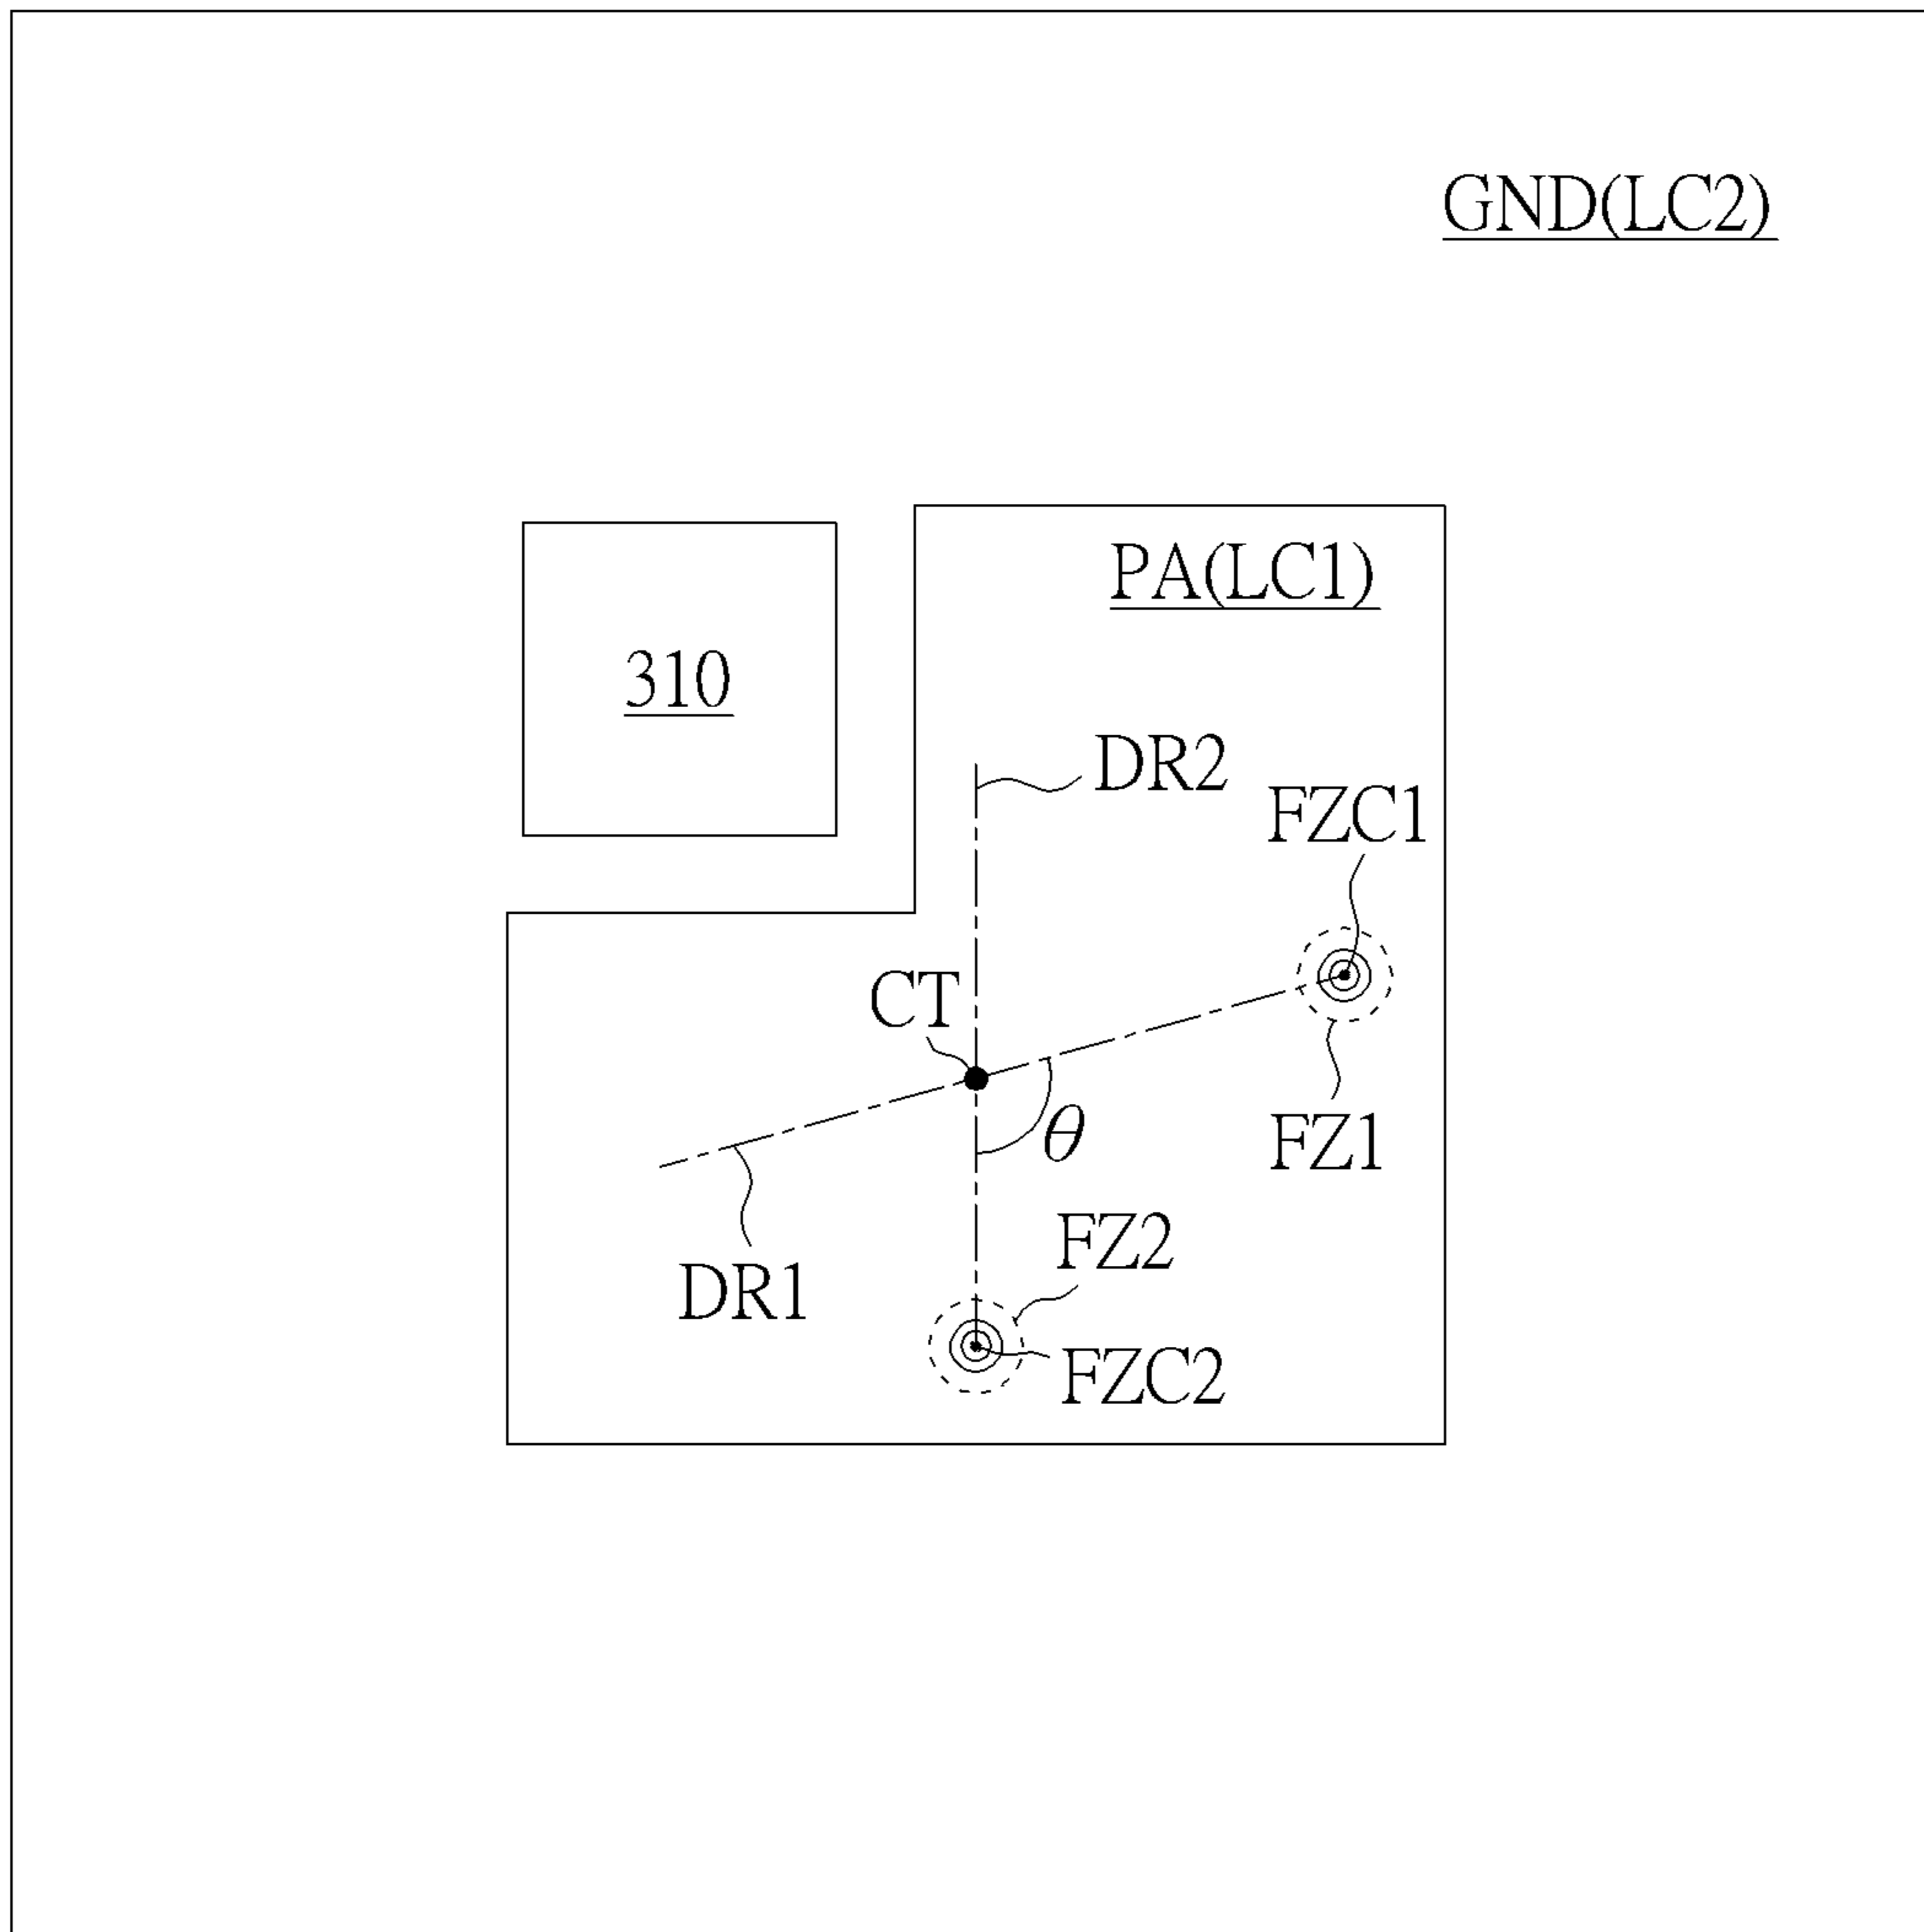 GND(LC2)
PA(LC1)
310
DR2
FZC1
CT
θ
FZ1
FZ2
DR1
FZC2